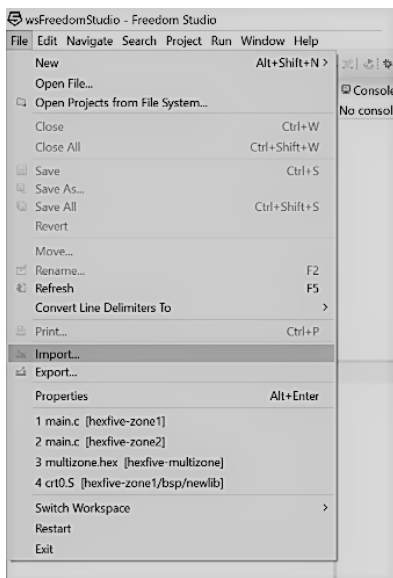 wsFreedomStudio - Freedom Studio
File Edit Navigate Search Project Run Window Help
New Alt+Shift+N >
Open File...
Open Projects from File System...
Console
No consol
Close Ctrl+W
Close All Ctrl+Shift+W
Save Ctrl+S
Save As...
Save All Ctrl+Shift+S
Revert
Move...
Rename... F2
Refresh F5
Convert Line Delimiters To >
Print... Ctrl+P
Import...
Export...
Properties Alt+Enter
1 main.c [hexfive-zone1]
2 main.c [hexfive-zone2]
3 multizone.hex [hexfive-multizone]
4 crt0.S [hexfive-zone1/bsp/newlib]
Switch Workspace >
Restart
Exit